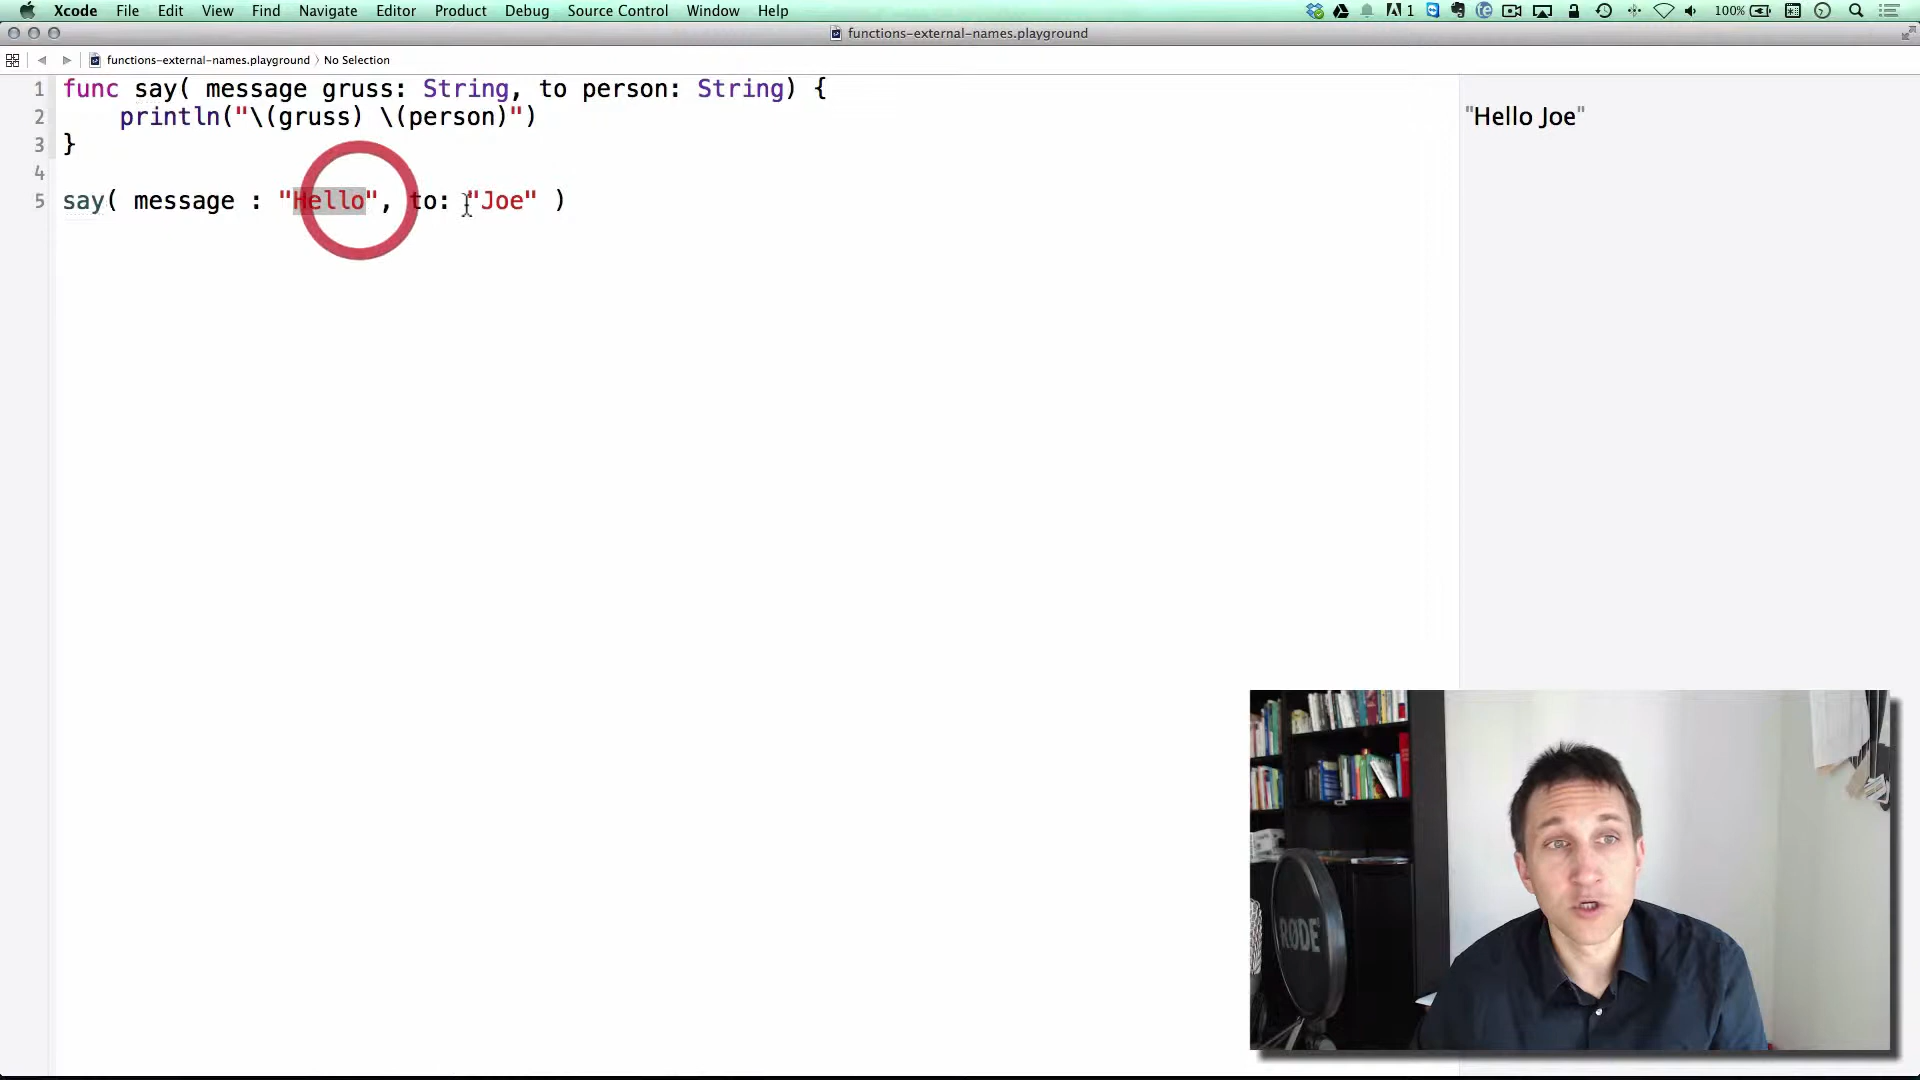 Xcode File Edit View Find Navigate Editor Product Debug Source Control Window Help 1 100%
functions-external-names.playground
functions-external-names.playground 〉 No Selection
1 func say( message gruss: String, to person: String) {
2 println("\(gruss) \(person)")
3 }
4
5 say( message : "Hello", to: "Joe" )
"Hello Joe"
RØDE